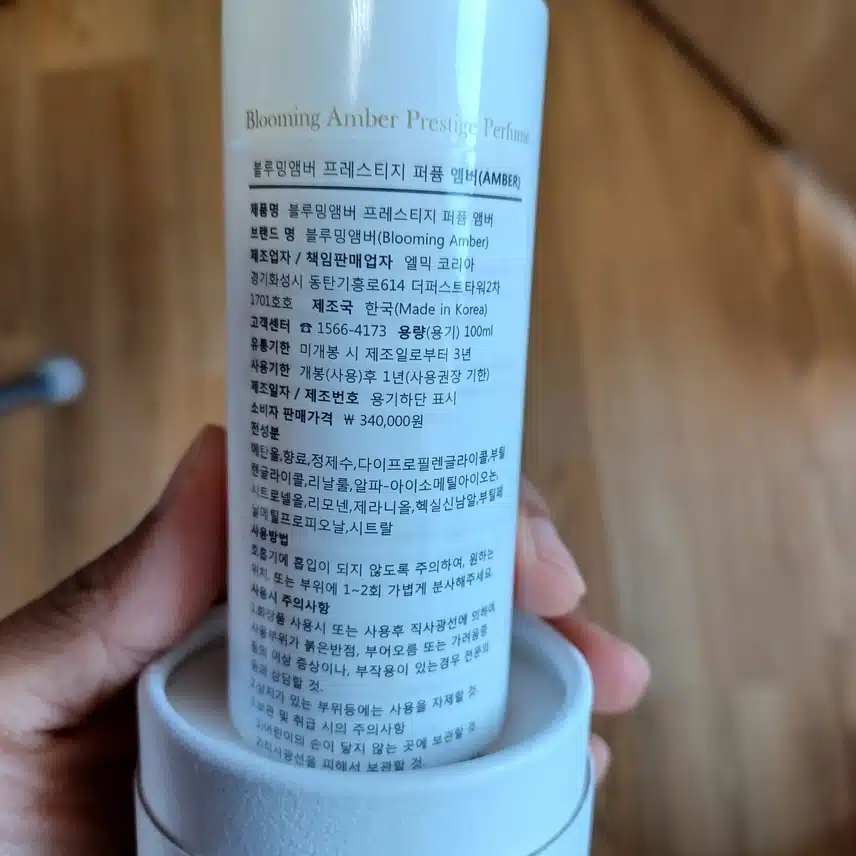 Blooming Amber Prestige Perfume
블루밍앰버 프레스티지 퍼퓸 앰버(AMBER)
제품명 블루밍앰버 프레스티지 퍼퓸 앰버
브랜드 명 블루밍앰버(Blooming Amber)
제조업자 / 책임판매업자 엘믹 코리아
경기화성시 동탄기흥로614 더퍼스트타워2차
1701호호 제조국 한국(Made in Korea)
고객센터 ☎ 1566-4173 용량(용기) 100ml
유통기한 미개봉 시 제조일로부터 3년
사용기한 개봉(사용)후 1년(사용권장 기한)
제조일자 / 제조번호 용기하단 표시
소비자 판매가격 ₩ 340,000원
전성분
에탄올,향료,정제수,다이프로필렌글라이콜,부틸
렌글라이콜,리날룰,알파-아이소메틸아이오논,
시트로넬올,리모넨,제라니올,헥실신남알,부틸페
닐메틸프로피오날,시트랄
사용방법
호흡기에 흡입이 되지 않도록 주의하여, 원하는
위치, 또는 부위에 1~2회 가볍게 분사해주세요.
사용시 주의사항
1.화장품 사용시 또는 사용후 직사광선에 의하여
사용부위가 붉은반점, 부어오름 또는 가려움증
등의 이상 증상이나, 부작용이 있는경우 전문의
등과 상담할 것.
2.상처가 있는 부위등에는 사용을 자제할 것.
3.보관 및 취급 시의 주의사항
1)어린이의 손이 닿지 않는 곳에 보관할 것.
2)직사광선을 피해서 보관할 것.